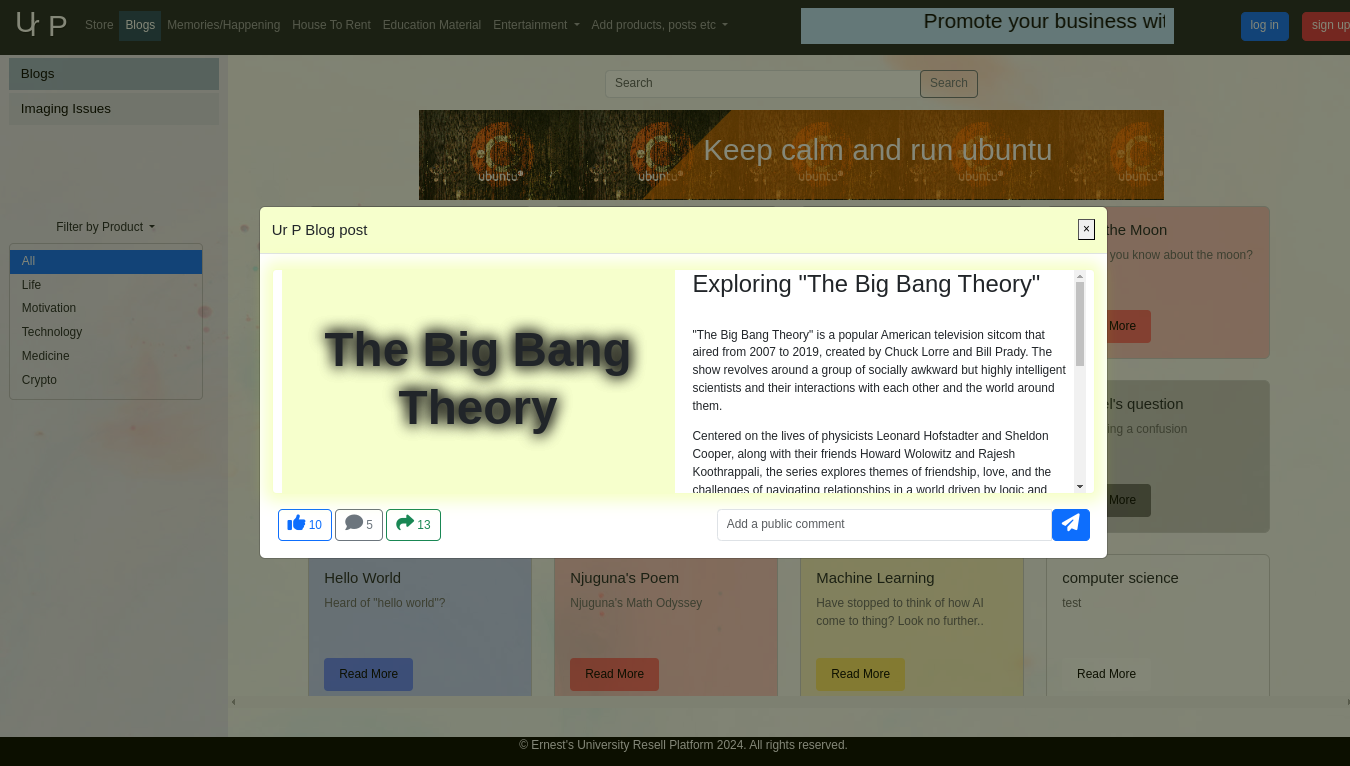 Ur P
Store Blogs Memories/Happening House To Rent Education Material Entertainment Add products, posts etc
Promote your business wit
log in
sign up
Blogs
Imaging Issues
Search
Search
Keep calm and run ubuntu
ubuntu ubuntu ubuntu ubuntu ubuntu
Filter by Product
All
Life
Motivation
Technology
Medicine
Crypto
Ur P Blog post
×
The Big Bang
Theory
Exploring "The Big Bang Theory"
"The Big Bang Theory" is a popular American television sitcom that
aired from 2007 to 2019, created by Chuck Lorre and Bill Prady. The
show revolves around a group of socially awkward but highly intelligent
scientists and their interactions with each other and the world around
them.
Centered on the lives of physicists Leonard Hofstadter and Sheldon
Cooper, along with their friends Howard Wolowitz and Rajesh
Koothrappali, the series explores themes of friendship, love, and the
challenges of navigating relationships in a world driven by logic and
10
5
13
Add a public comment
the Moon
you know about the moon?
More
el's question
ing a confusion
More
Hello World
Heard of "hello world"?
Read More
Njuguna's Poem
Njuguna's Math Odyssey
Read More
Machine Learning
Have stopped to think of how AI
come to thing? Look no further..
Read More
computer science
test
Read More
© Ernest's University Resell Platform 2024. All rights reserved.